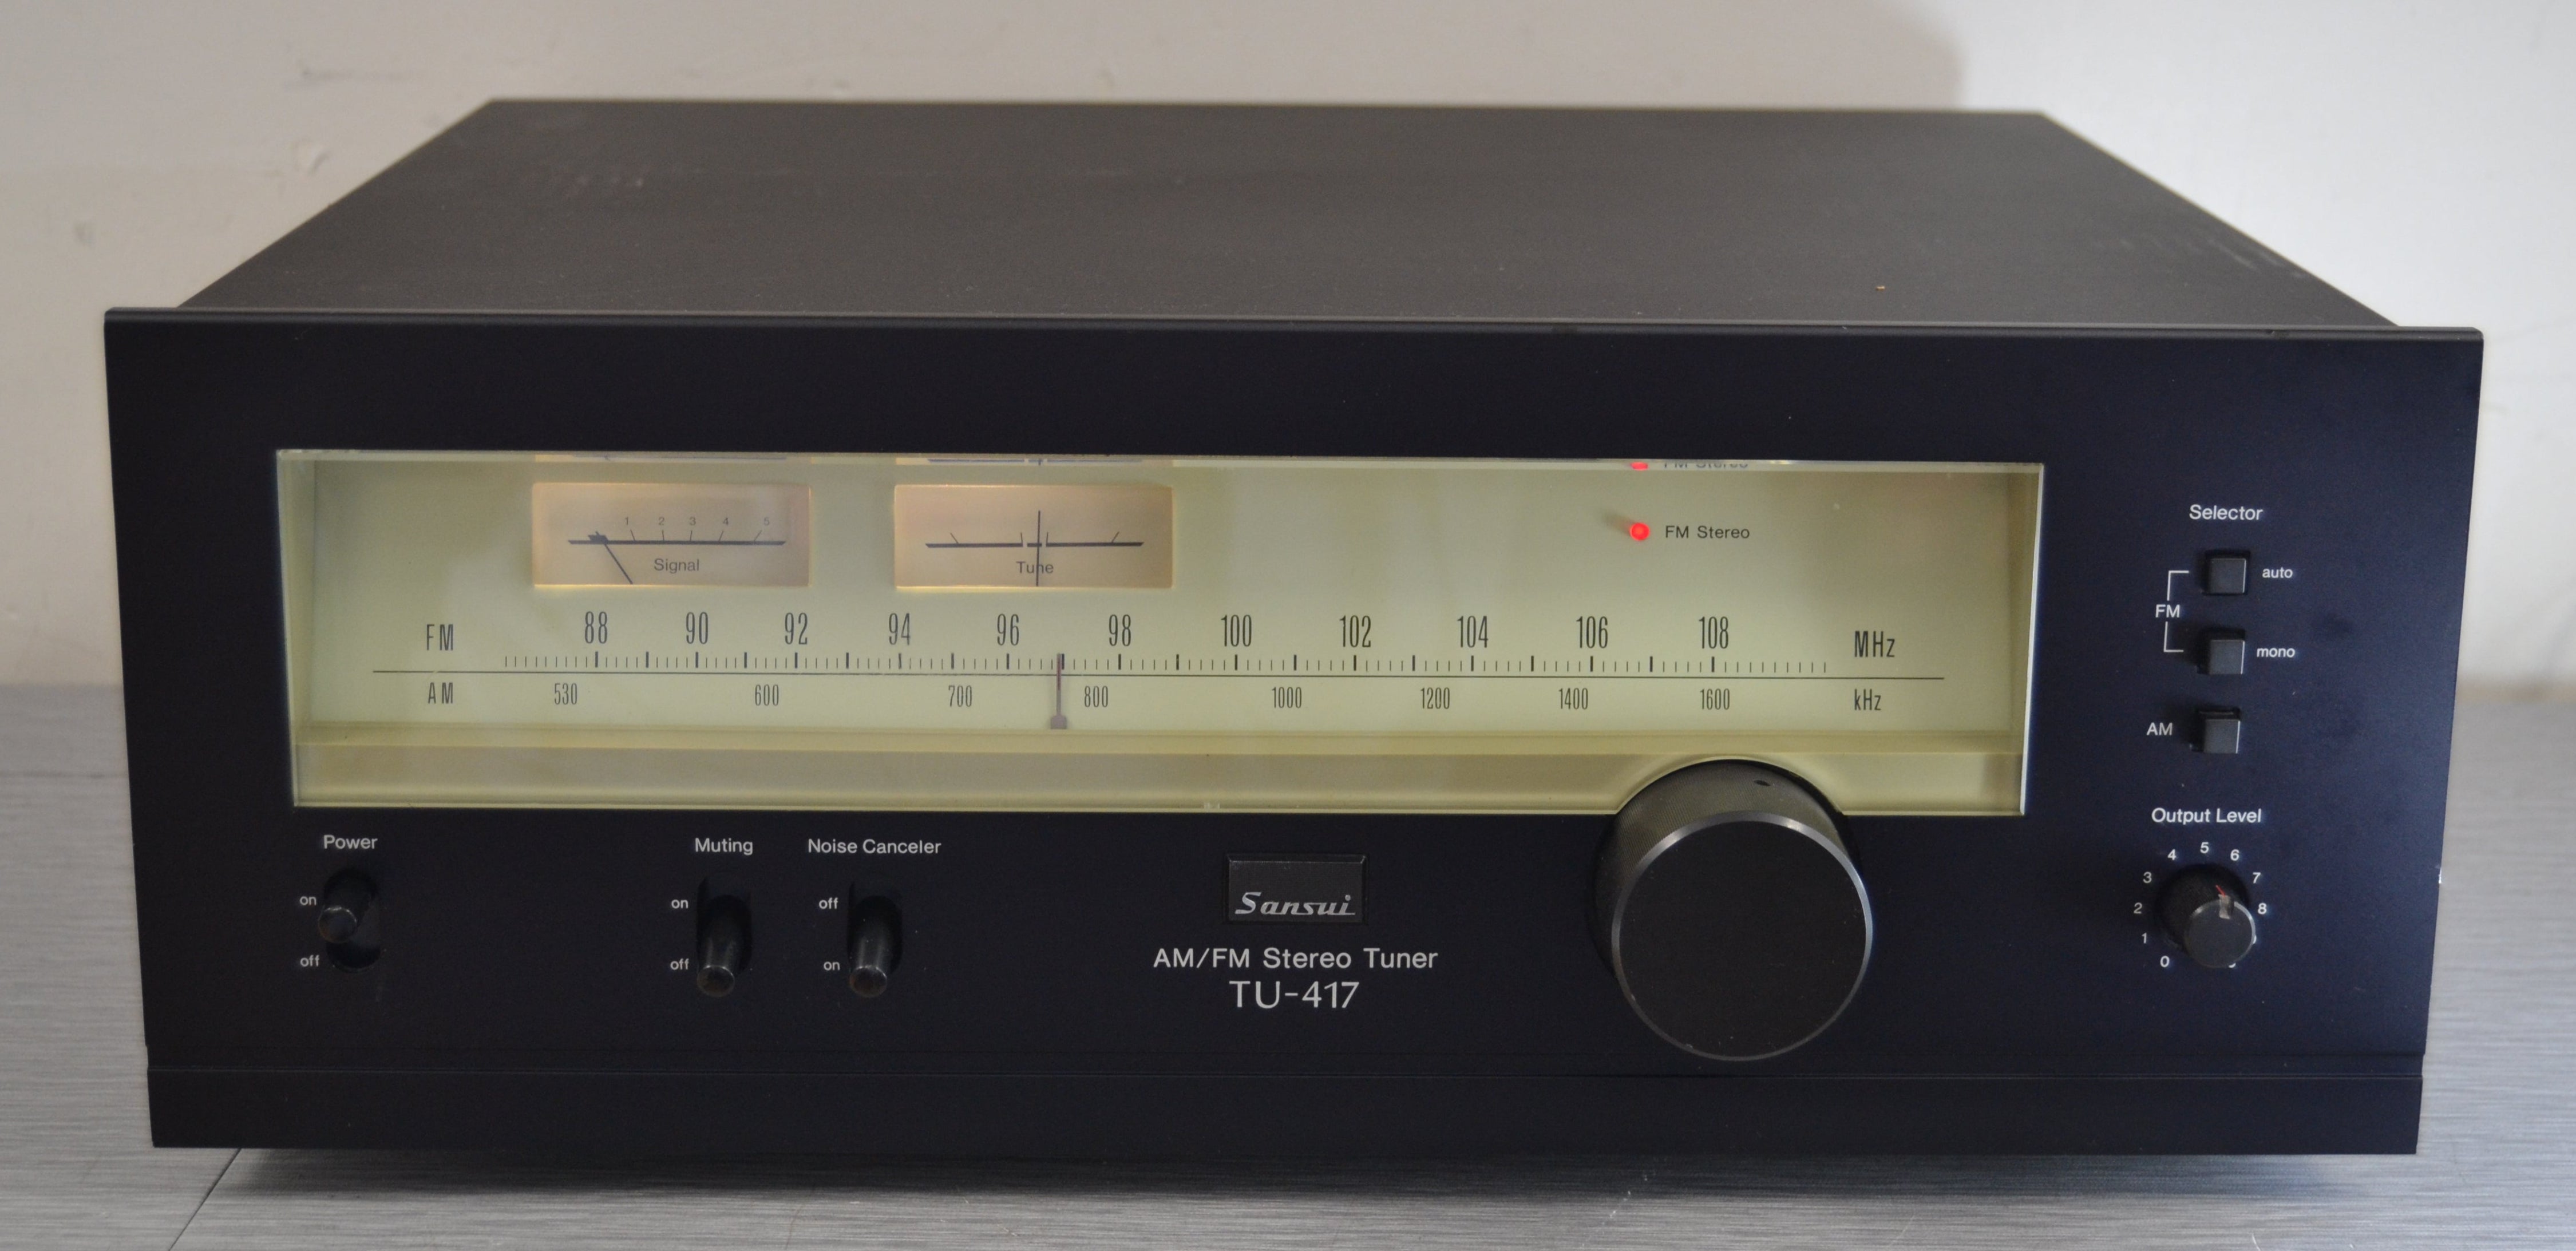 FM Stereo
1 2 3 4 5
Signal
Tune
FM Stereo
FM 88 90 92 94 96 98 100 102 104 106 108 MHz
AM 530 600 700 800 1000 1200 1400 1600 kHz
Selector
auto
FM
mono
AM
Output Level
0 1 2 3 4 5 6 7 8
Power
on
off
Muting
on
off
Noise Canceler
off
on
Sansui
AM/FM Stereo Tuner
TU-417